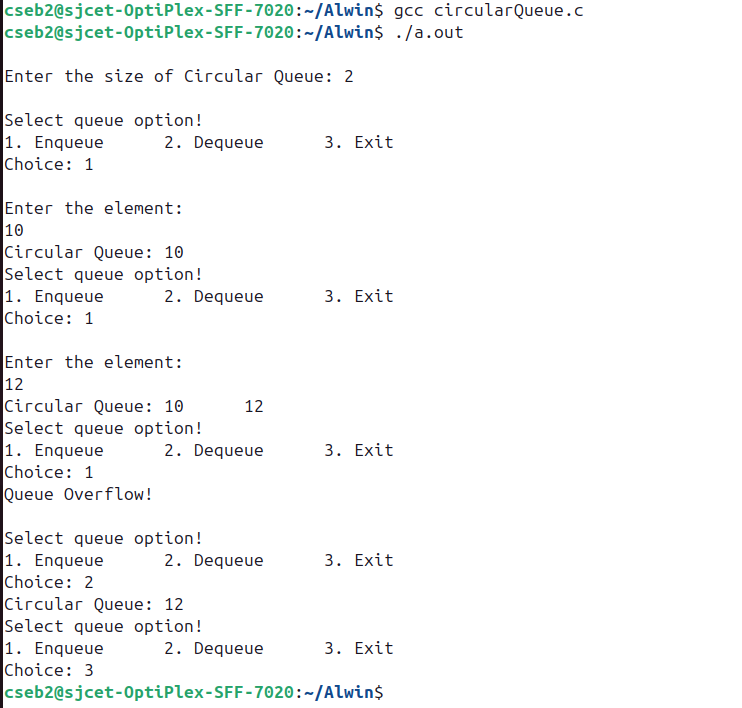 cseb2@sjcet-OptiPlex-SFF-7020:~/Alwin$ gcc circularQueue.c
cseb2@sjcet-OptiPlex-SFF-7020:~/Alwin$ ./a.out

Enter the size of Circular Queue: 2

Select queue option!
1. Enqueue      2. Dequeue      3. Exit
Choice: 1

Enter the element:
10
Circular Queue: 10
Select queue option!
1. Enqueue      2. Dequeue      3. Exit
Choice: 1

Enter the element:
12
Circular Queue: 10      12
Select queue option!
1. Enqueue      2. Dequeue      3. Exit
Choice: 1
Queue Overflow!

Select queue option!
1. Enqueue      2. Dequeue      3. Exit
Choice: 2
Circular Queue: 12
Select queue option!
1. Enqueue      2. Dequeue      3. Exit
Choice: 3
cseb2@sjcet-OptiPlex-SFF-7020:~/Alwin$